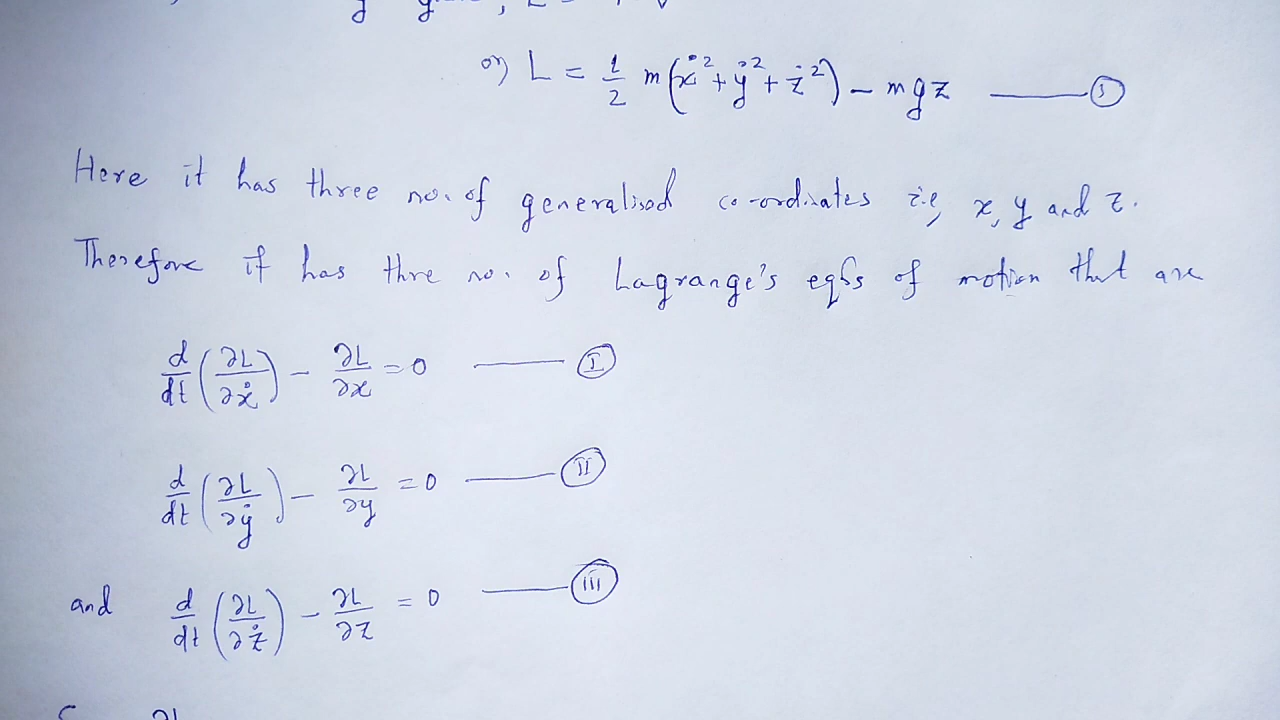 or, L = 1/2 m(ẋ² + ẏ² + ż²) - mgz ——— ①
Here it has three no. of generalised co-ordinates i.e, x, y and z.
Therefore it has thre no. of Lagrange's eqns of motion that are
d/dt (∂L/∂ẋ) - ∂L/∂x = 0 ——— Ⓘ
d/dt (∂L/∂ẏ) - ∂L/∂y = 0 ——— (II)
and d/dt (∂L/∂ż) - ∂L/∂z = 0 ——— (III)